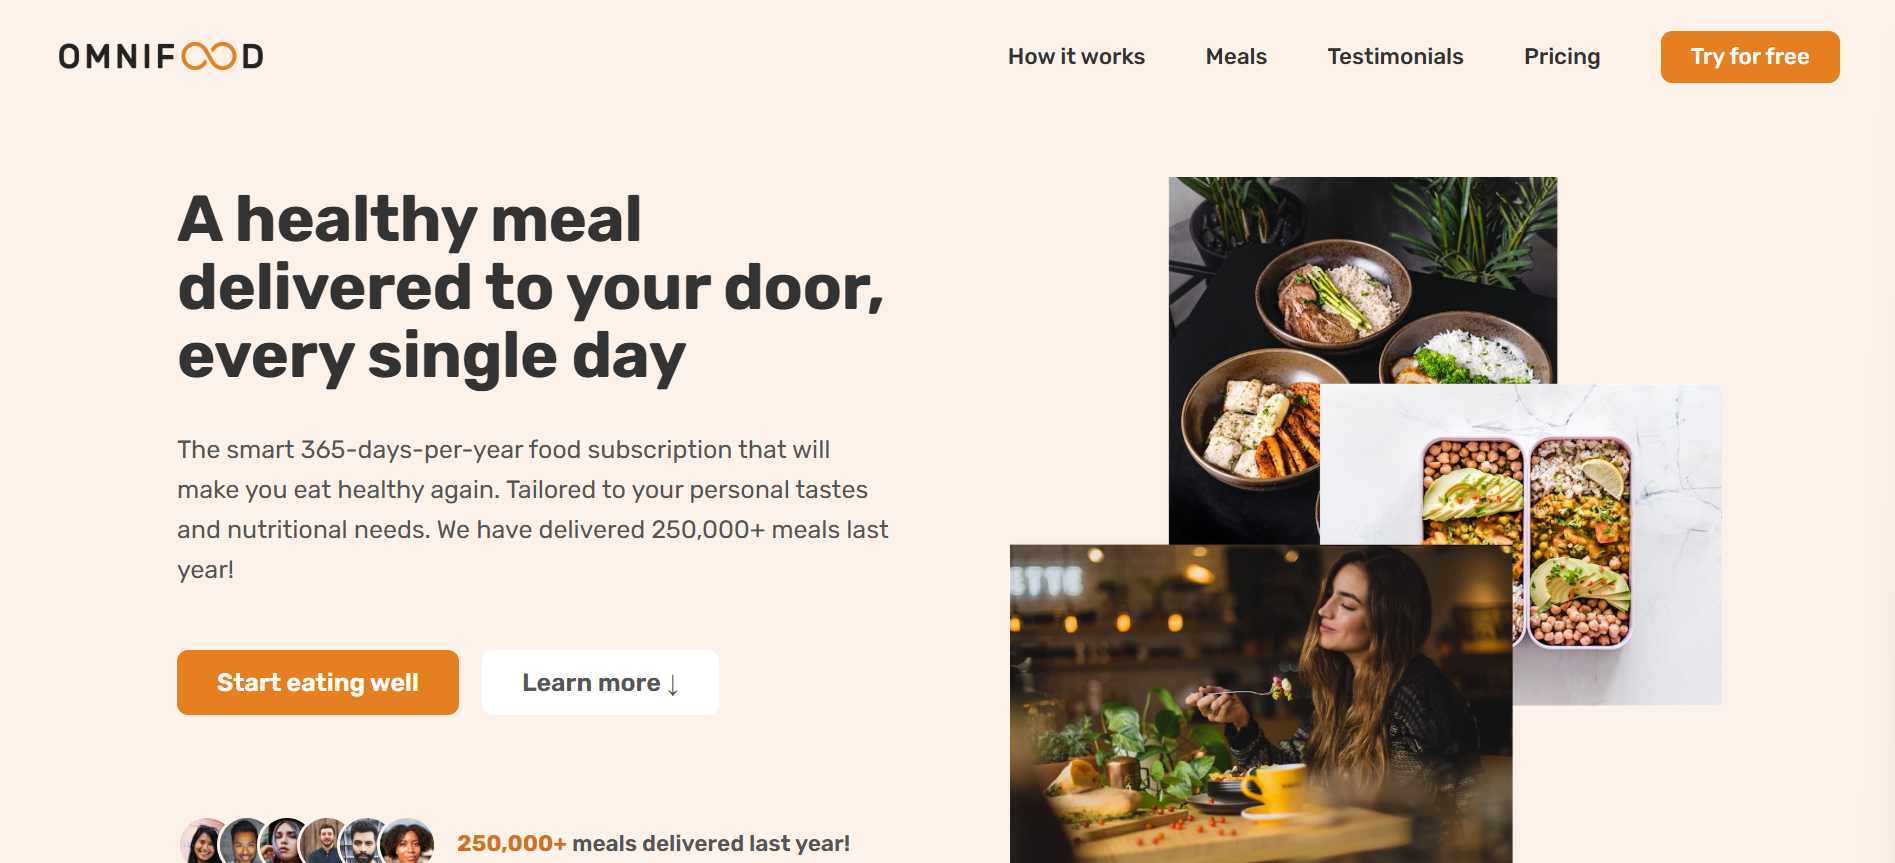 OMNIFOOD
How it works
Meals
Testimonials
Pricing
Try for free
A healthy meal
delivered to your door,
every single day
The smart 365-days-per-year food subscription that will
make you eat healthy again. Tailored to your personal tastes
and nutritional needs. We have delivered 250,000+ meals last
year!
Start eating well
Learn more ↓
250,000+ meals delivered last year!
ETTE